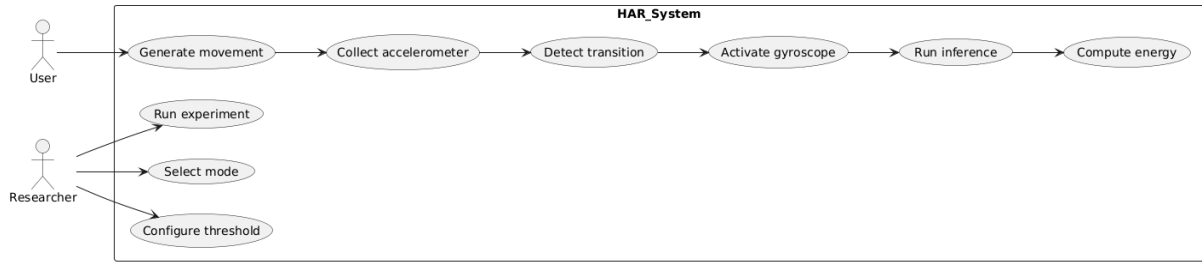 HAR_System
User
Generate movement
Collect accelerometer
Detect transition
Activate gyroscope
Run inference
Compute energy
Researcher
Run experiment
Select mode
Configure threshold